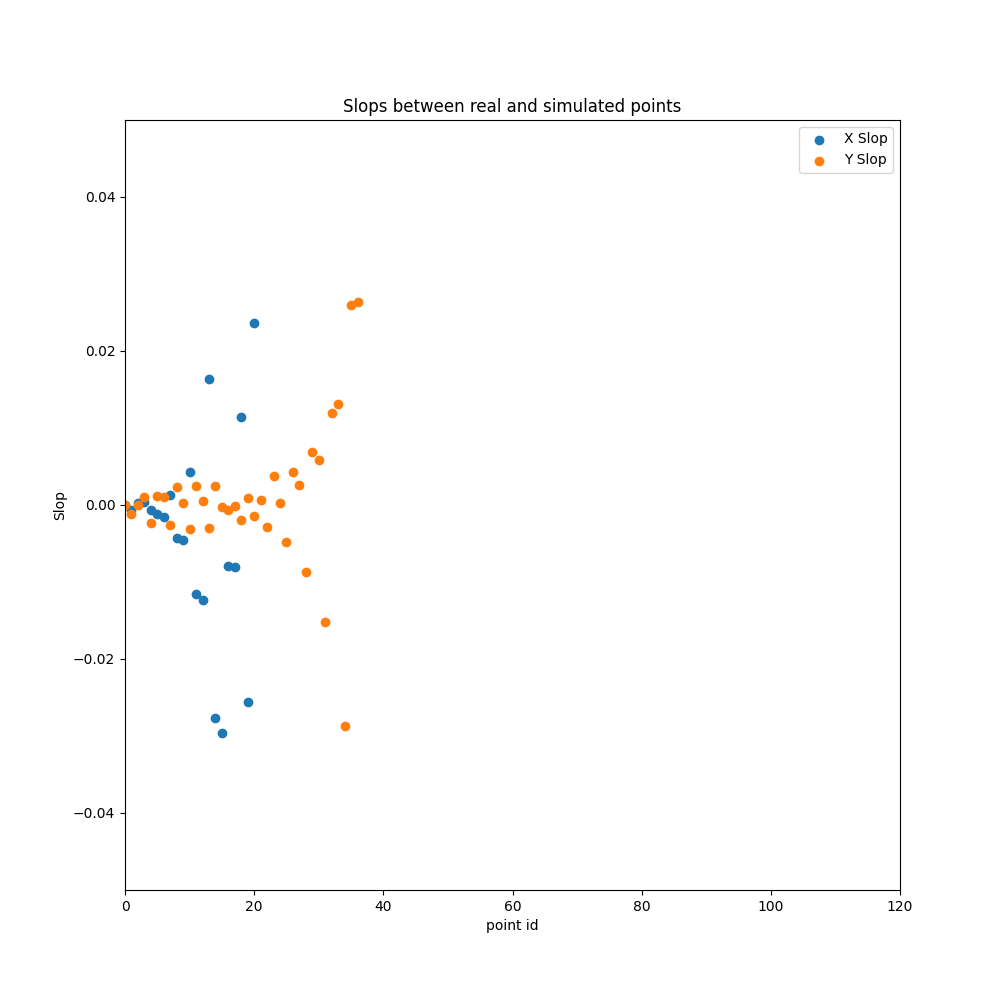 Slops between real and simulated points
X Slop
Y Slop
0.04
0.02
0.00
−0.02
−0.04
Slop
0 20 40 60 80 100 120
point id